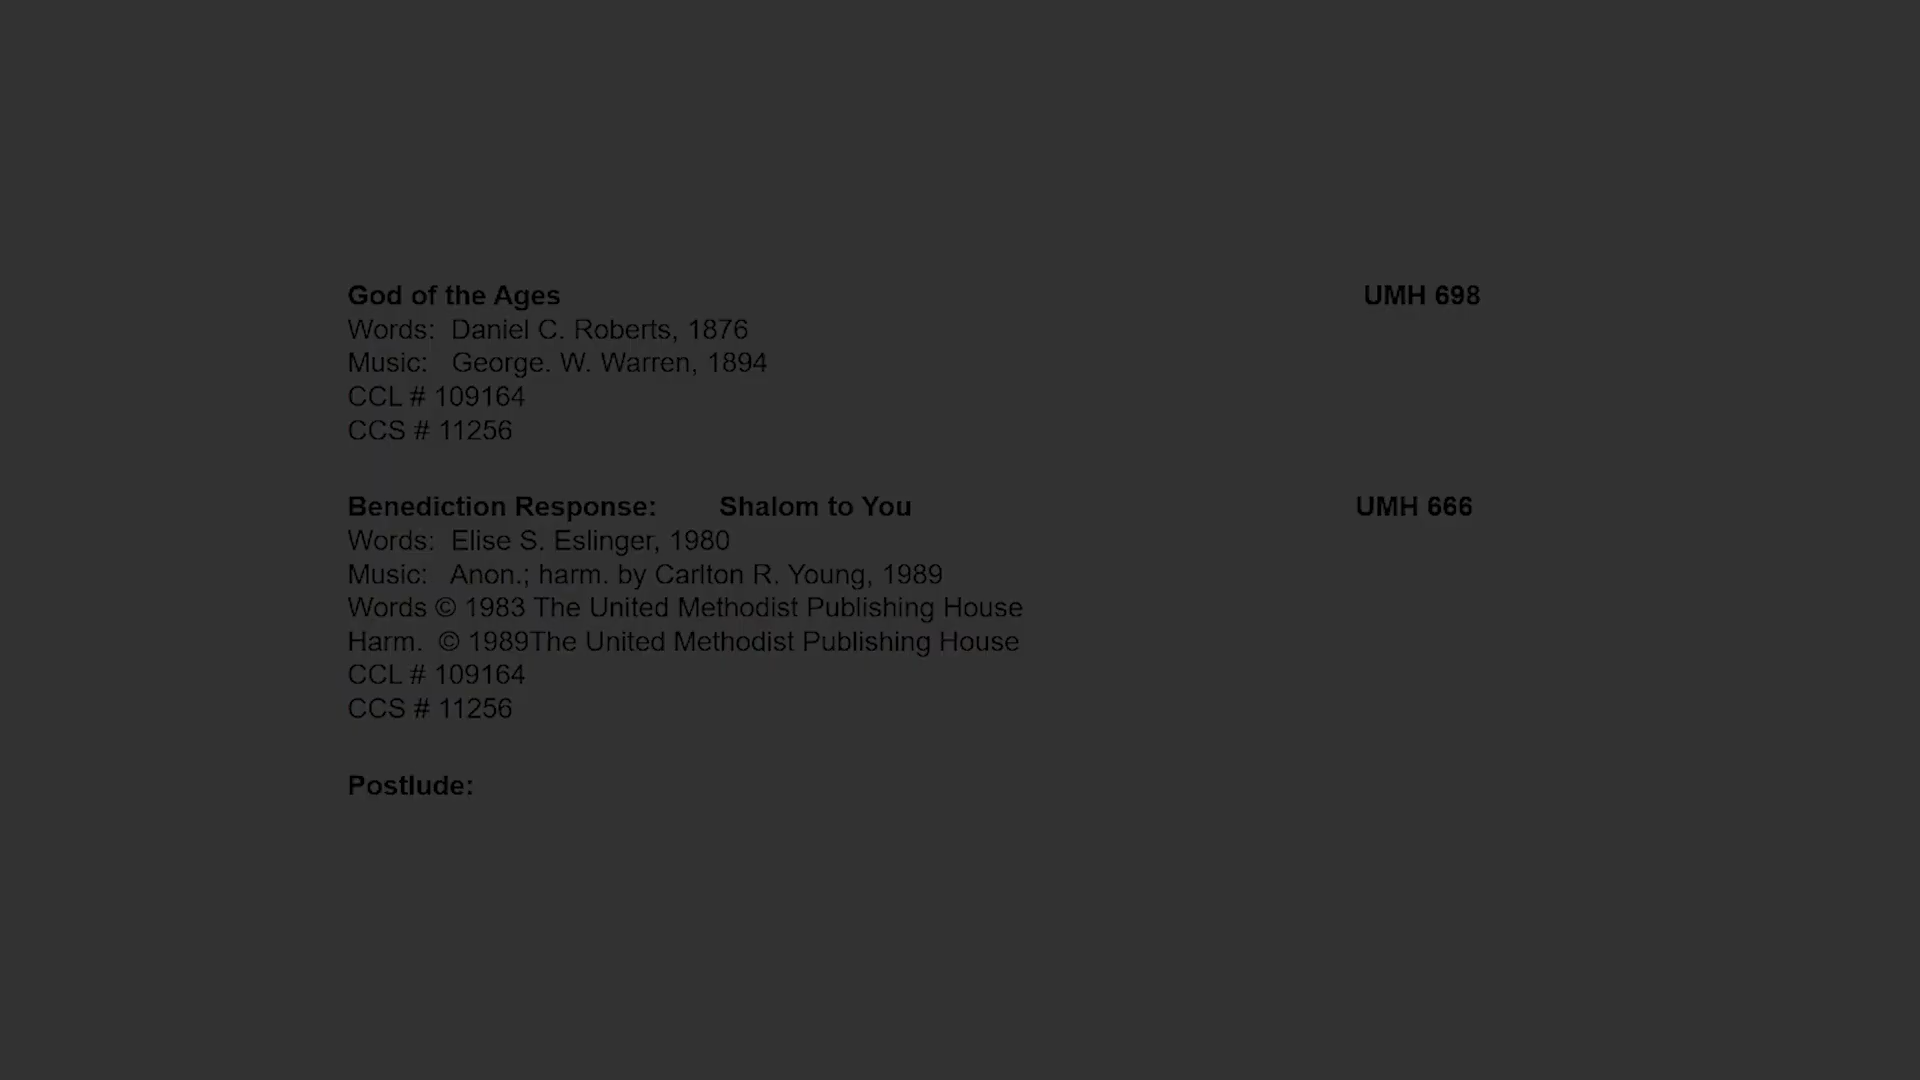 God of the Ages UMH 698
Words: Daniel C. Roberts, 1876
Music: George. W. Warren, 1894
CCL # 109164
CCS # 11256
Benediction Response: Shalom to You UMH 666
Words: Elise S. Eslinger, 1980
Music: Anon.; harm. by Carlton R. Young, 1989
Words © 1983 The United Methodist Publishing House
Harm. © 1989The United Methodist Publishing House
CCL # 109164
CCS # 11256
Postlude: